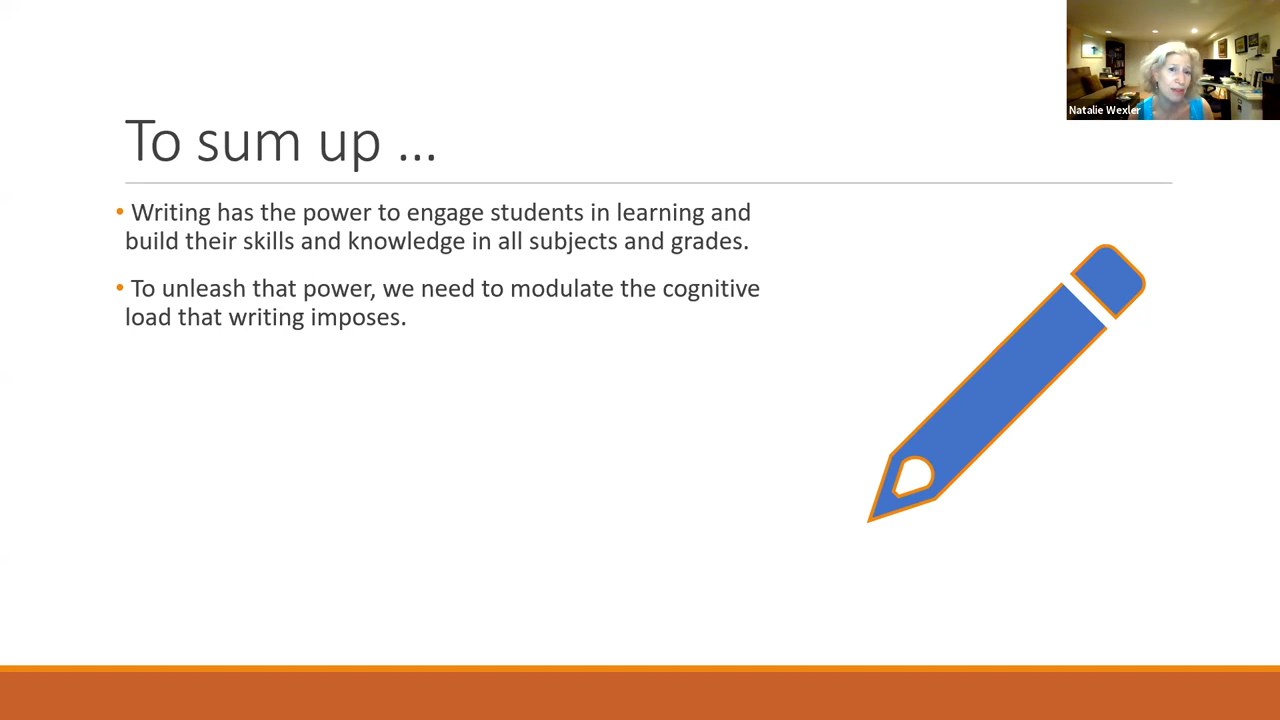 Natalie Wexler
To sum up …
• Writing has the power to engage students in learning and
build their skills and knowledge in all subjects and grades.
• To unleash that power, we need to modulate the cognitive
load that writing imposes.